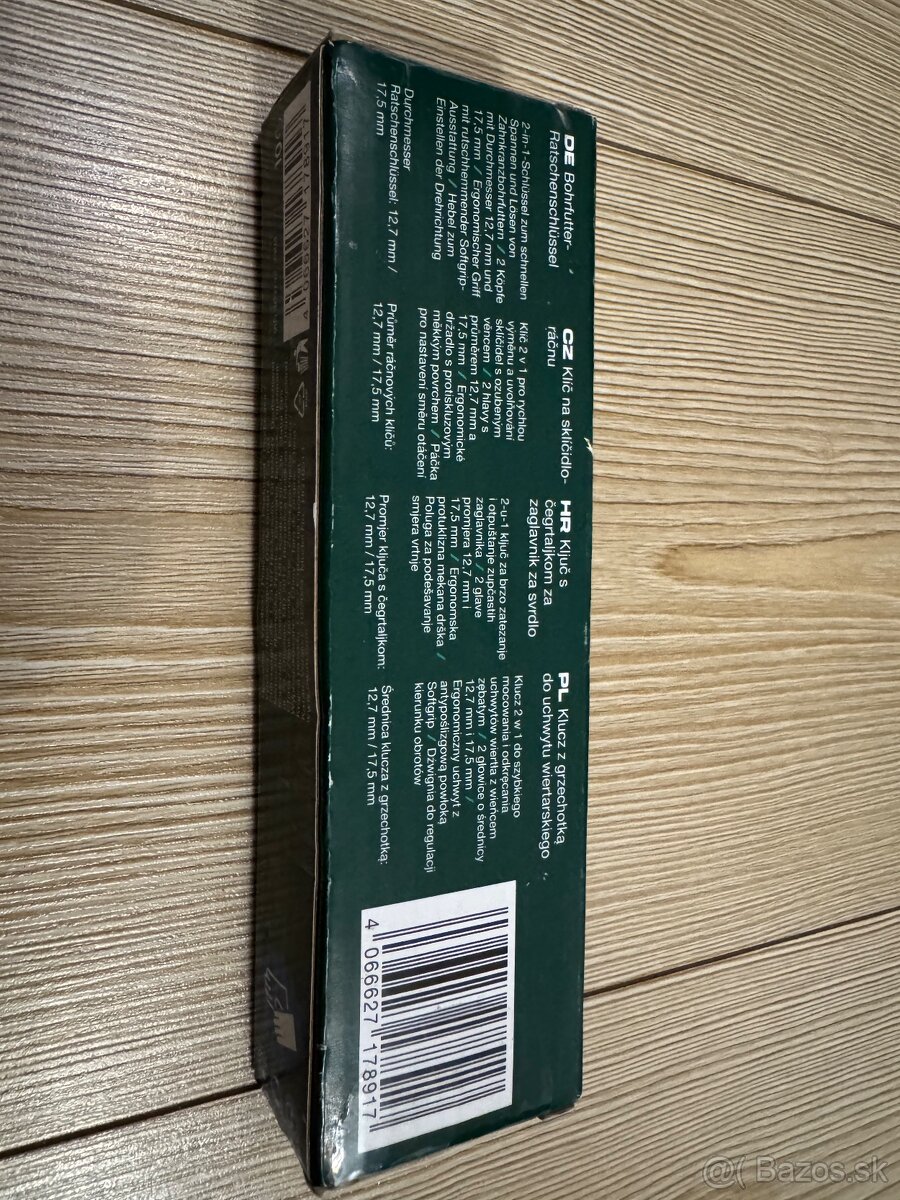 DE Bohrfutter-
Ratschenschlüssel
2-in-1-Schlüssel zum schnellen
Spannen und Lösen von
Zahnkranzbohrfuttern / 2 Köpfe
mit Durchmesser 12,7 mm und
17,5 mm / Ergonomischer Griff
mit rutschhemmender Softgrip-
Ausstattung / Hebel zum
Einstellen der Drehrichtung
Durchmesser
Ratschenschlüssel: 12,7 mm /
17,5 mm
CZ Klíč na sklíčidlo-
ráčnu
Klíč 2 v 1 pro rychlou
výměnu a uvolňování
sklíčidel s ozubeným
věncem / 2 hlavy s
průměrem 12,7 mm a
17,5 mm / Ergonomické
držadlo s protiskluzovým
měkkým povrchem / Páčka
pro nastavení směru otáčení
Průměr ráčnových klíčů:
12,7 mm / 17,5 mm
HR Ključ s
čegrtaljkom za
zaglavnik za svrdlo
2-u-1 ključ za brzo zatezanje
i otpuštanje zupčastih
zaglavnika / 2 glave
promjera 12,7 mm i
17,5 mm / Ergonomska
protuklizna mekana drška /
Poluga za podešavanje
smjera vrtnje
Promjer ključa s čegrtaljkom:
12,7 mm / 17,5 mm
PL Klucz z grzechotką
do uchwytu wiertarskiego
Klucz 2 w 1 do szybkiego
mocowania i odkręcania
uchwytów wiertła z wieńcem
zębatym / 2 głowice o średnicy
12,7 mm i 17,5 mm /
Ergonomiczny uchwyt z
antypoślizgową powłoką
Softgrip / Dźwignia do regulacji
kierunku obrotów
Średnica klucza z grzechotką:
12,7 mm / 17,5 mm
4 066627 178917
@( Bazos.sk